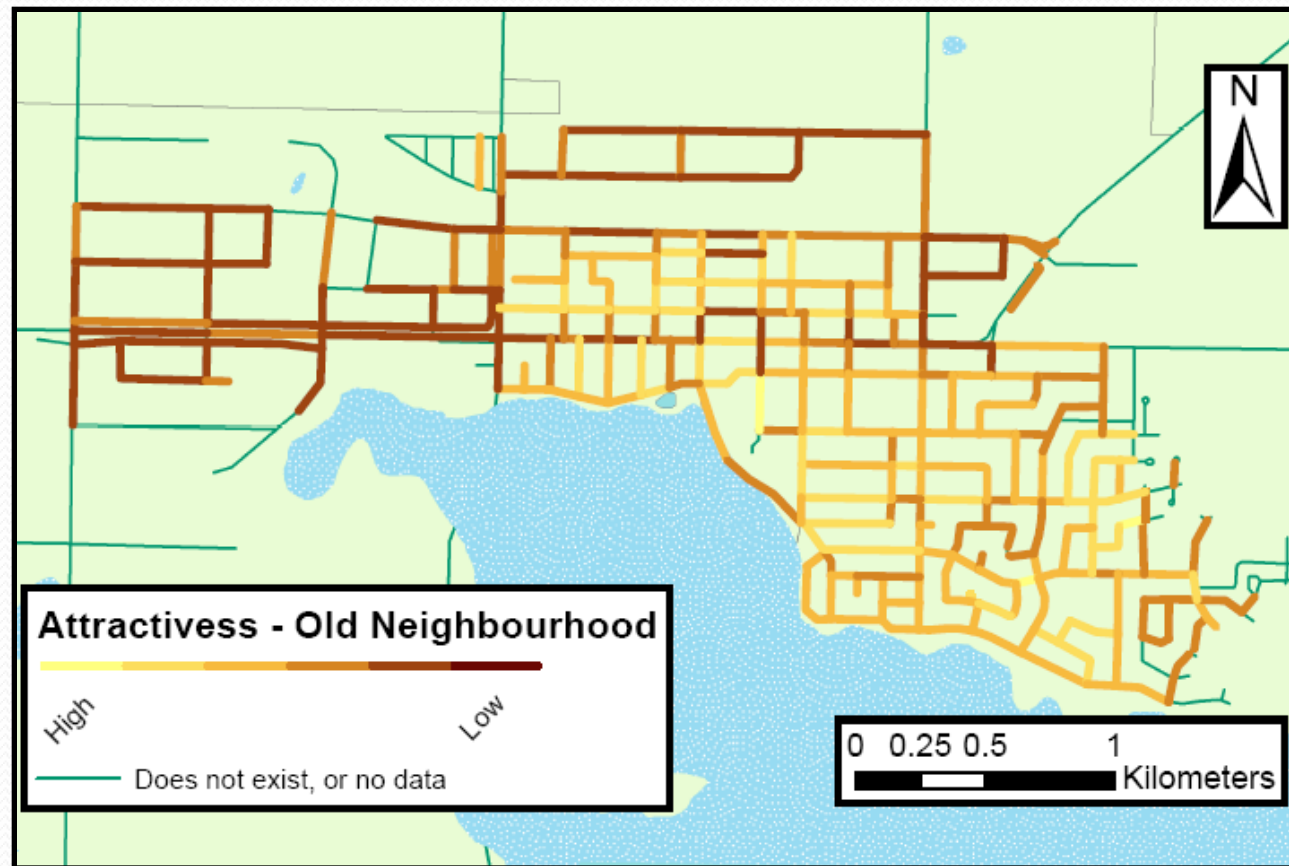 N
Attractivess - Old Neighbourhood
High
Low
Does not exist, or no data
0 0.25 0.5 1
Kilometers